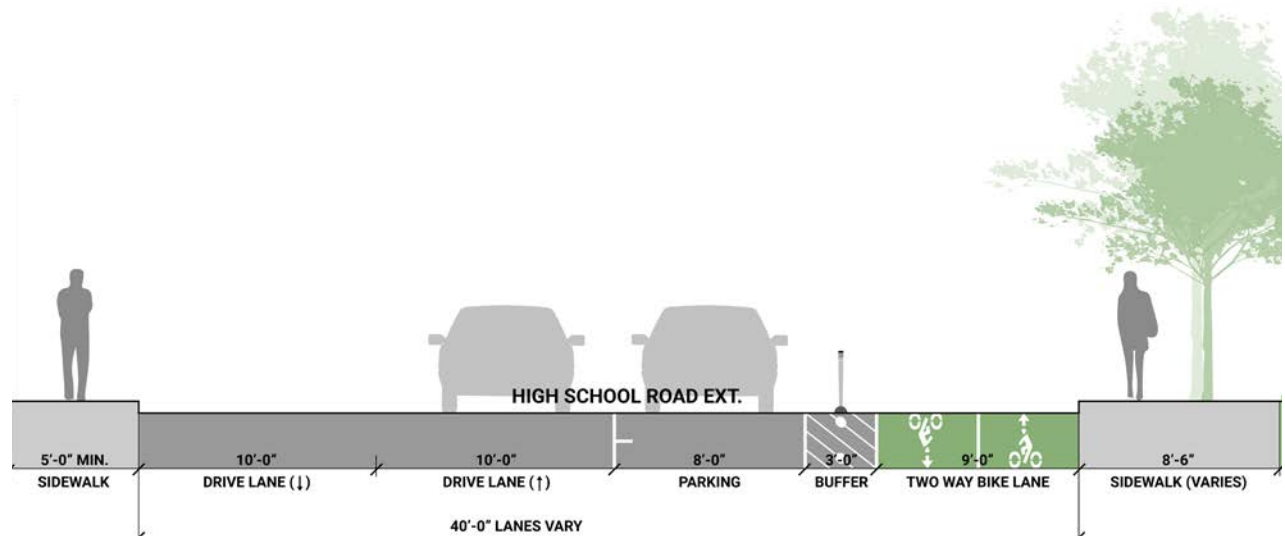 HIGH SCHOOL ROAD EXT.
5'-0" MIN.
10'-0"
10'-0"
8'-0"
3'-0"
9'-0"
8'-6"
SIDEWALK
DRIVE LANE (↓)
DRIVE LANE (↑)
PARKING
BUFFER
TWO WAY BIKE LANE
SIDEWALK (VARIES)
40'-0" LANES VARY